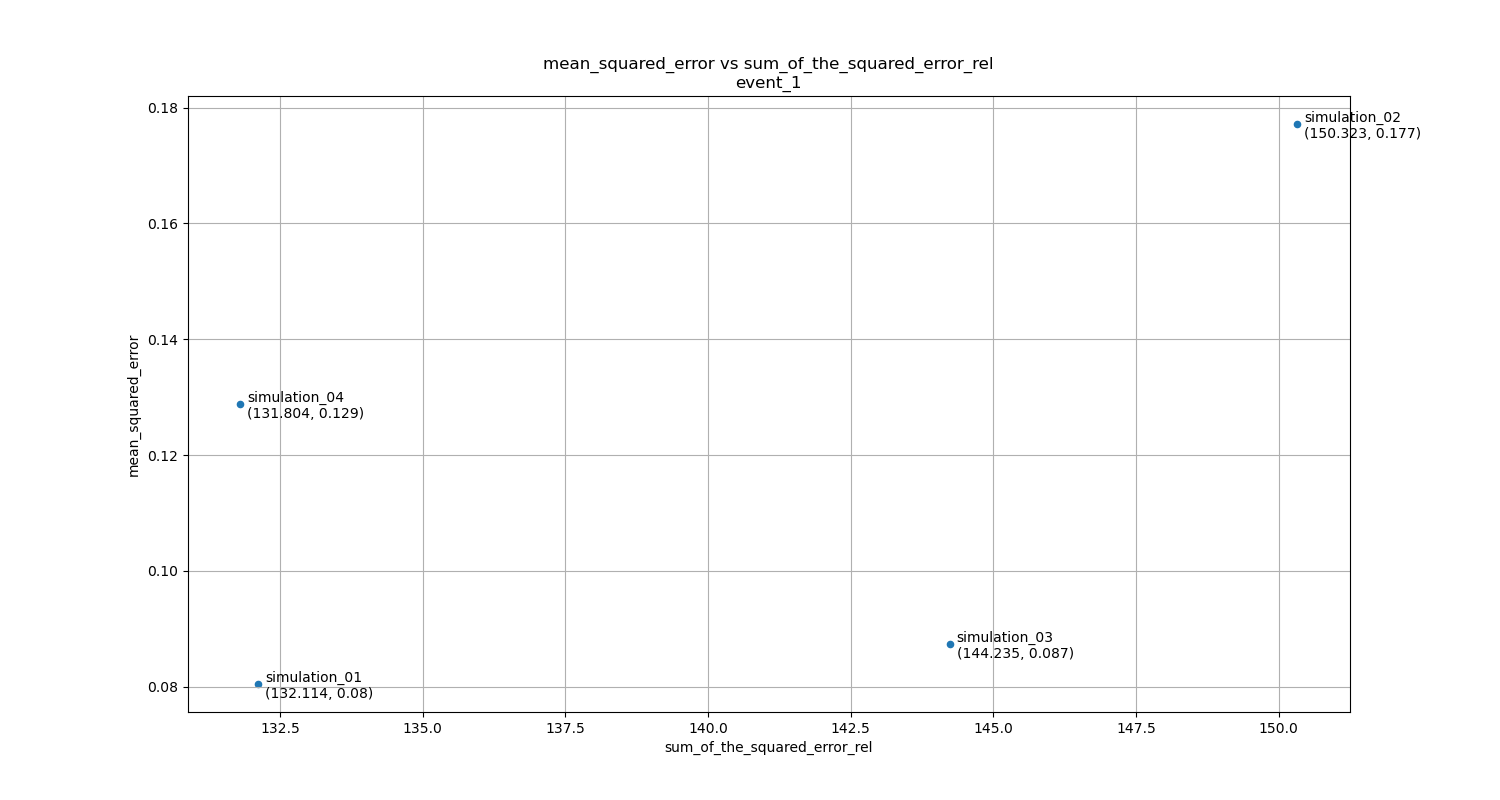 mean_squared_error vs sum_of_the_squared_error_rel
event_1
0.18
0.16
0.14
0.12
0.10
0.08
mean_squared_error
simulation_02
(150.323, 0.177)
simulation_04
(131.804, 0.129)
simulation_03
(144.235, 0.087)
simulation_01
(132.114, 0.08)
132.5 135.0 137.5 140.0 142.5 145.0 147.5 150.0
sum_of_the_squared_error_rel